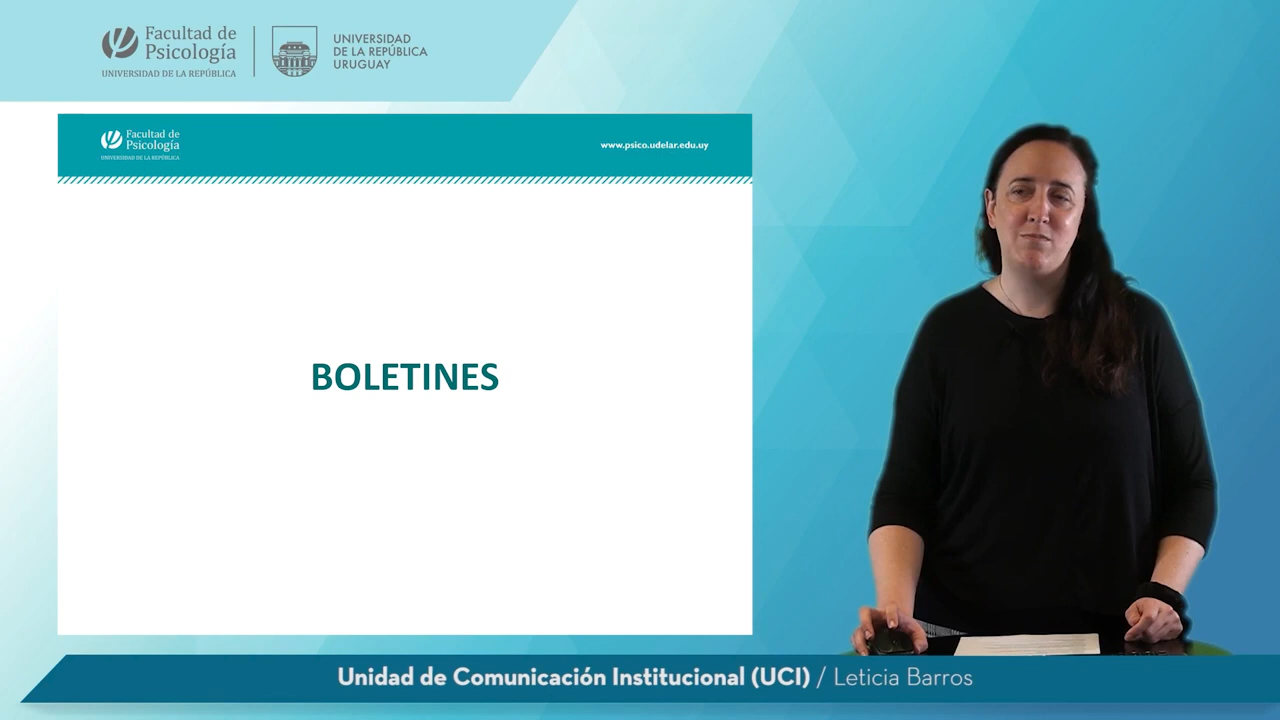 Facultad de
Psicología
UNIVERSIDAD DE LA REPÚBLICA
UNIVERSIDAD
DE LA REPÚBLICA
URUGUAY
Facultad de
Psicología
UNIVERSIDAD DE LA REPÚBLICA
www.psico.udelar.edu.uy
BOLETINES
Unidad de Comunicación Institucional (UCI) / Leticia Barros